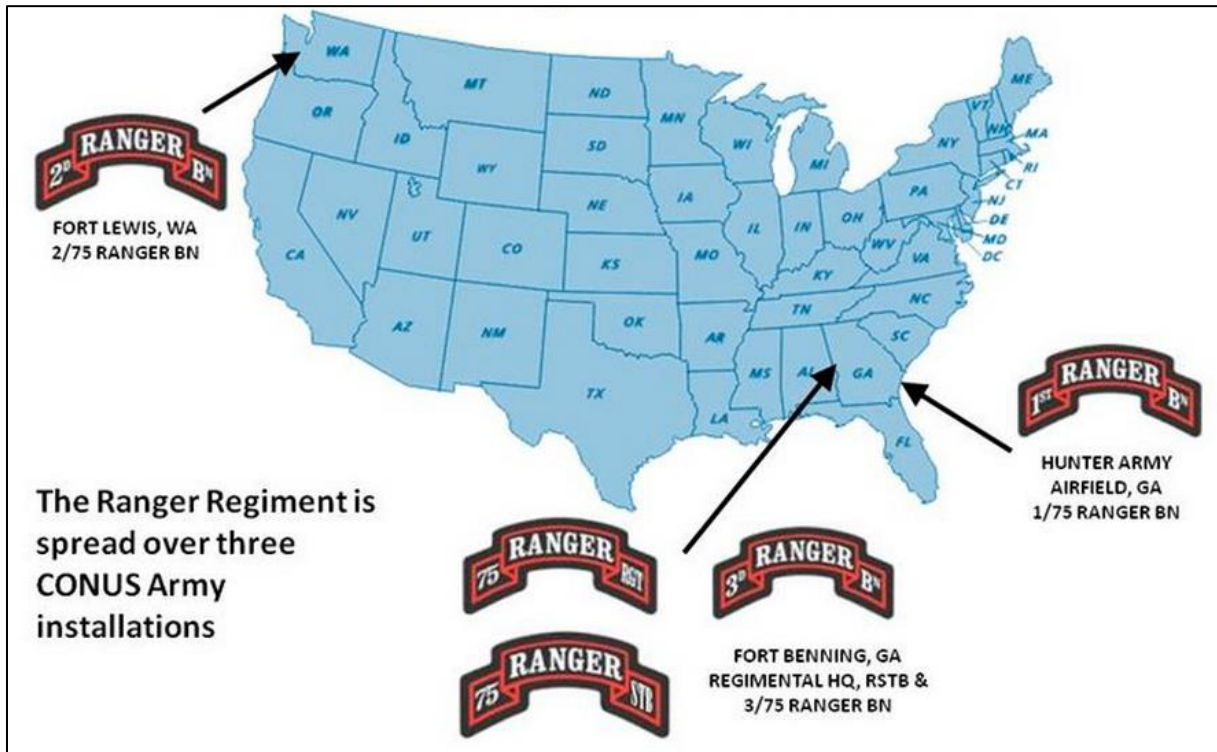 WA
MT
ND
MN
ME
VT
NH
MA
RI
CT
NY
OR
ID
WY
SD
WI
MI
NE
IA
PA
NJ
DE
MD
DC
NV
UT
CO
KS
MO
IL
IN
OH
WV
VA
KY
CA
AZ
NM
OK
AR
TN
NC
SC
MS
AL
GA
TX
LA
FL
2D RANGER BN
FORT LEWIS, WA
2/75 RANGER BN
1ST RANGER BN
HUNTER ARMY
AIRFIELD, GA
1/75 RANGER BN
The Ranger Regiment is
spread over three
CONUS Army
installations
75 RANGER RGT
3D RANGER BN
75 RANGER STB
FORT BENNING, GA
REGIMENTAL HQ, RSTB &
3/75 RANGER BN